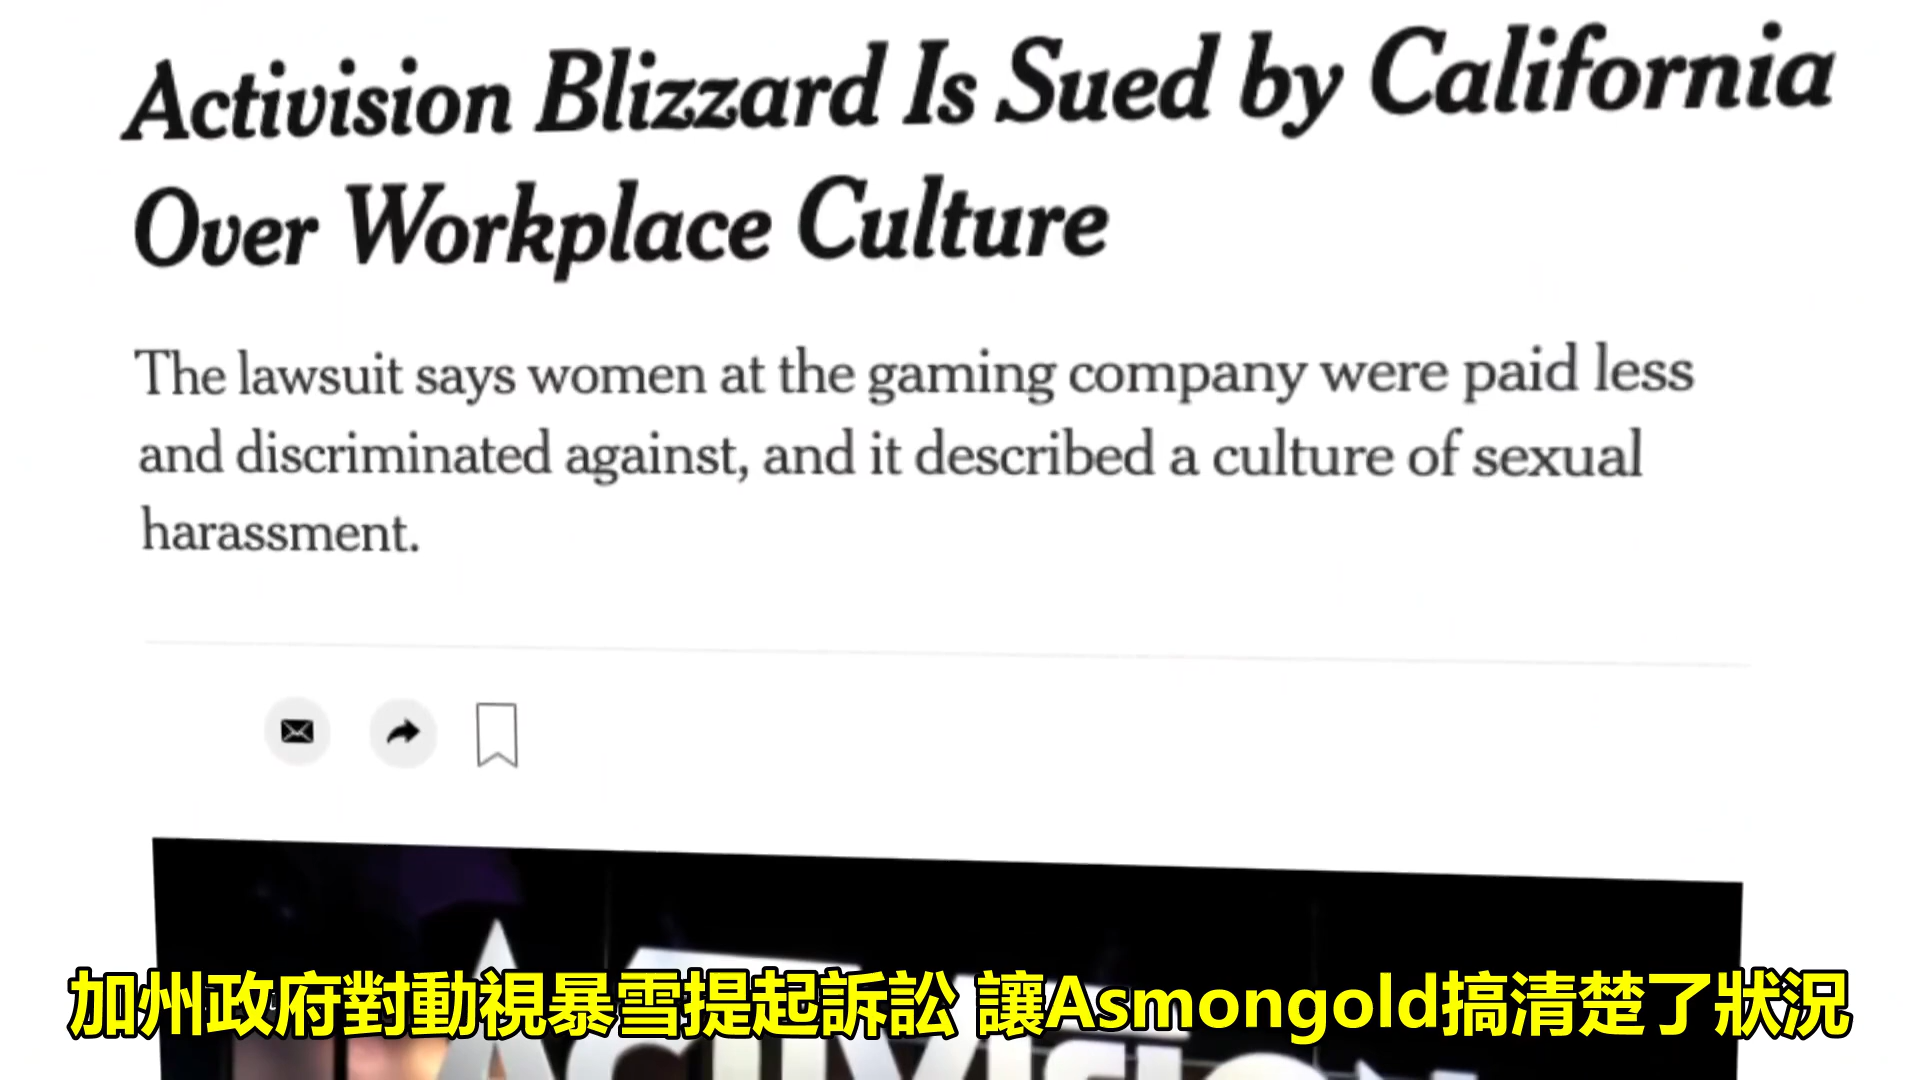 Activision Blizzard Is Sued by California
Over Workplace Culture
The lawsuit says women at the gaming company were paid less
and discriminated against, and it described a culture of sexual
harassment.
ACTIVISION
加州政府對動視暴雪提起訴訟 讓Asmongold搞清楚了狀況